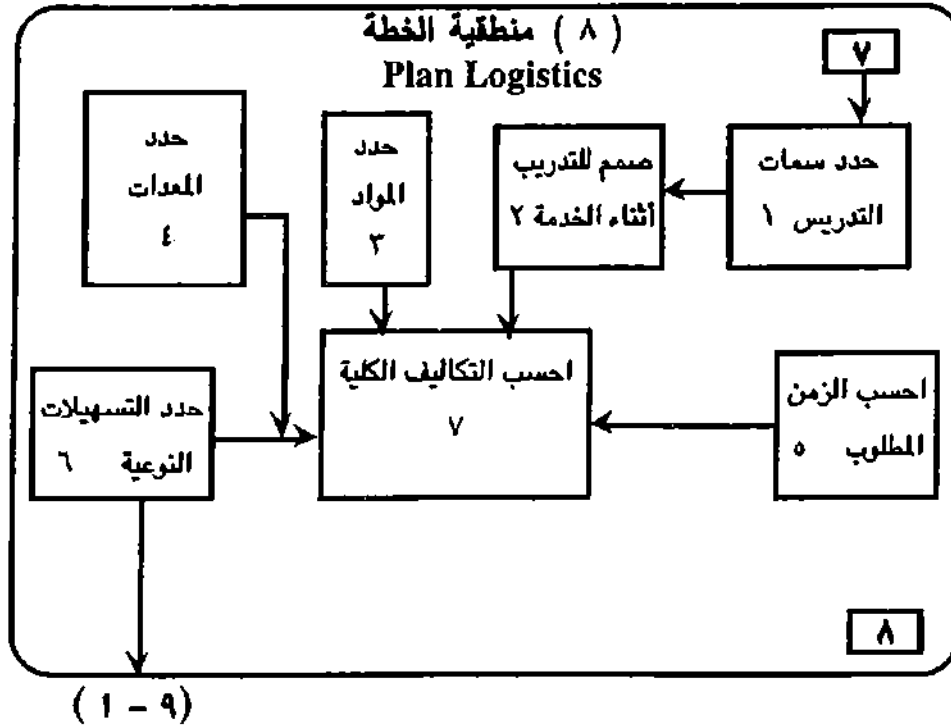 ( ٨ ) منطقية الخطة
Plan Logistics
٧
حدد سمات
التدريس ١
صمم للتدريب
أثناء الخدمة ٢
حدد
المواد
٣
حدد
المعدات
٤
احسب الزمن
المطلوب ٥
حدد التسهيلات
النوعية ٦
احسب التكاليف الكلية
٧
٨
( ١ - ٩ )